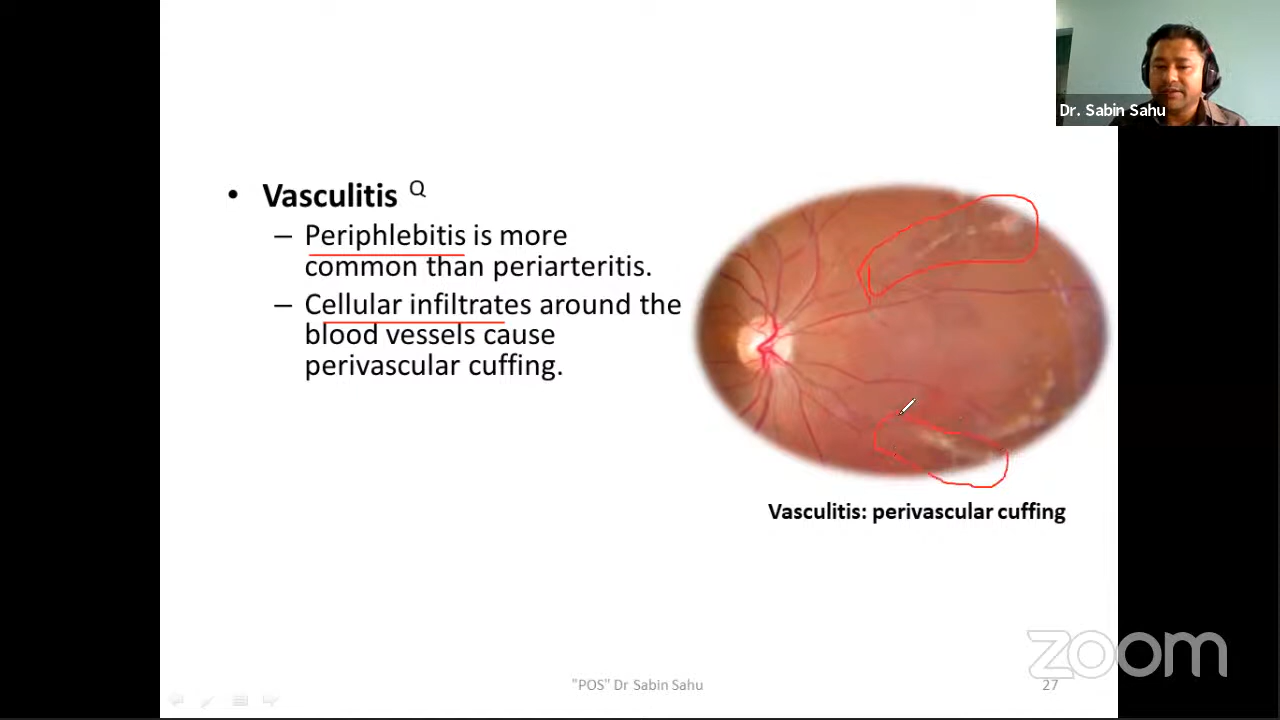 Dr. Sabin Sahu
• Vasculitis Q
– Periphlebitis is more
common than periarteritis.
– Cellular infiltrates around the
blood vessels cause
perivascular cuffing.
Vasculitis: perivascular cuffing
zoom
"POS" Dr Sabin Sahu
27